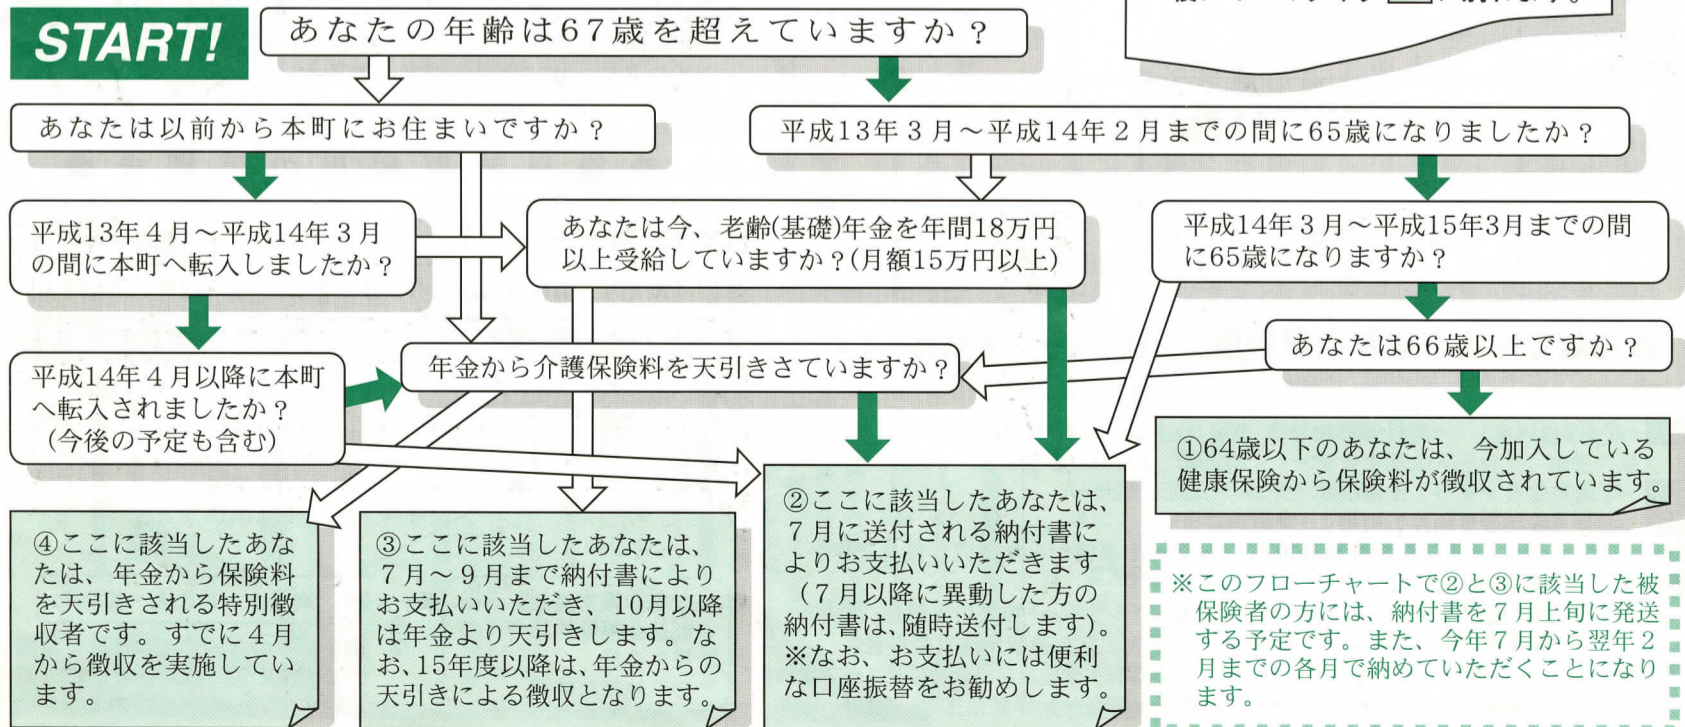 START!
あなたの年齢は67歳を超えていますか？
あなたは以前から本町にお住まいですか？
平成13年３月～平成14年２月までの間に65歳になりましたか？
平成13年４月～平成14年３月
の間に本町へ転入しましたか？
あなたは今、老齢(基礎)年金を年間18万円
以上受給していますか？(月額15万円以上)
平成14年３月～平成15年3月までの間
に65歳になりますか？
平成14年４月以降に本町
へ転入されましたか？
（今後の予定も含む）
年金から介護保険料を天引きさていますか？
あなたは66歳以上ですか？
①64歳以下のあなたは、今加入している
健康保険から保険料が徴収されています。
④ここに該当したあな
たは、年金から保険料
を天引きされる特別徴
収者です。すでに４月
から徴収を実施してい
ます。
③ここに該当したあなたは、
７月～９月まで納付書により
お支払いいただき、10月以降
は年金より天引きします。な
お、15年度以降は、年金からの
天引きによる徴収となります。
②ここに該当したあなたは、
７月に送付される納付書に
よりお支払いいただきます
（７月以降に異動した方の
納付書は、随時送付します）。
※なお、お支払いには便利
な口座振替をお勧めします。
※このフローチャートで②と③に該当した被
保険者の方には、納付書を７月上旬に発送
する予定です。また、今年７月から翌年２
月までの各月で納めていただくことになり
ます。